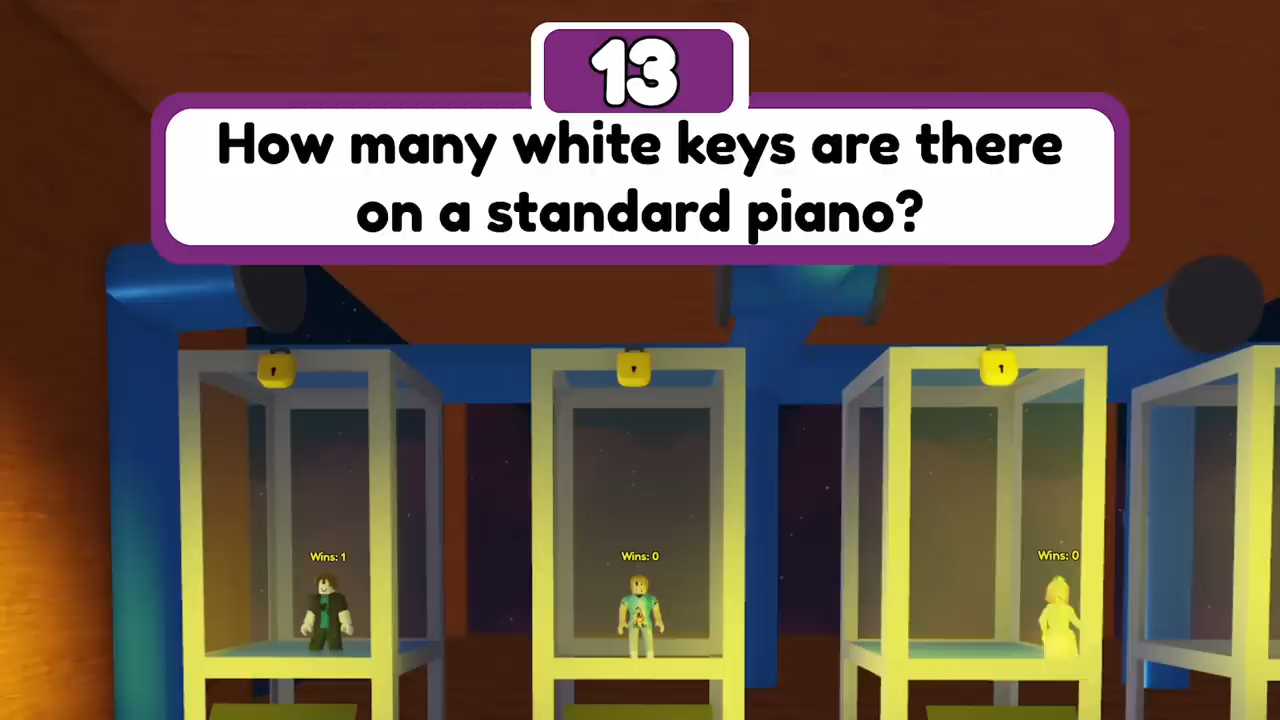 13
How many white keys are there
on a standard piano?
Wins: 1
Wins: 0
Wins: 0